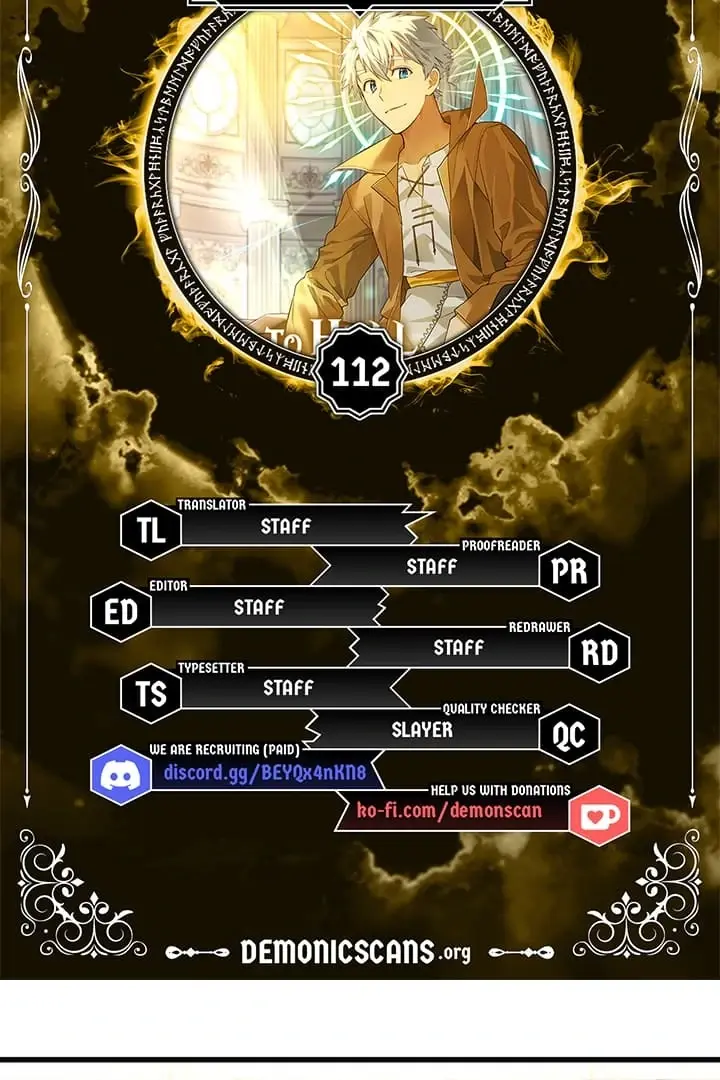 TO H
112
TRANSLATOR
TL
STAFF
PROOFREADER
STAFF
PR
EDITOR
ED
STAFF
REDRAWER
STAFF
RD
TYPESETTER
TS
STAFF
QUALITY CHECKER
SLAYER
QC
WE ARE RECRUITING (PAID)
discord.gg/BEYQx4nKN8
HELP US WITH DONATIONS
ko-fi.com/demonscan
DEMONICSCANS.org